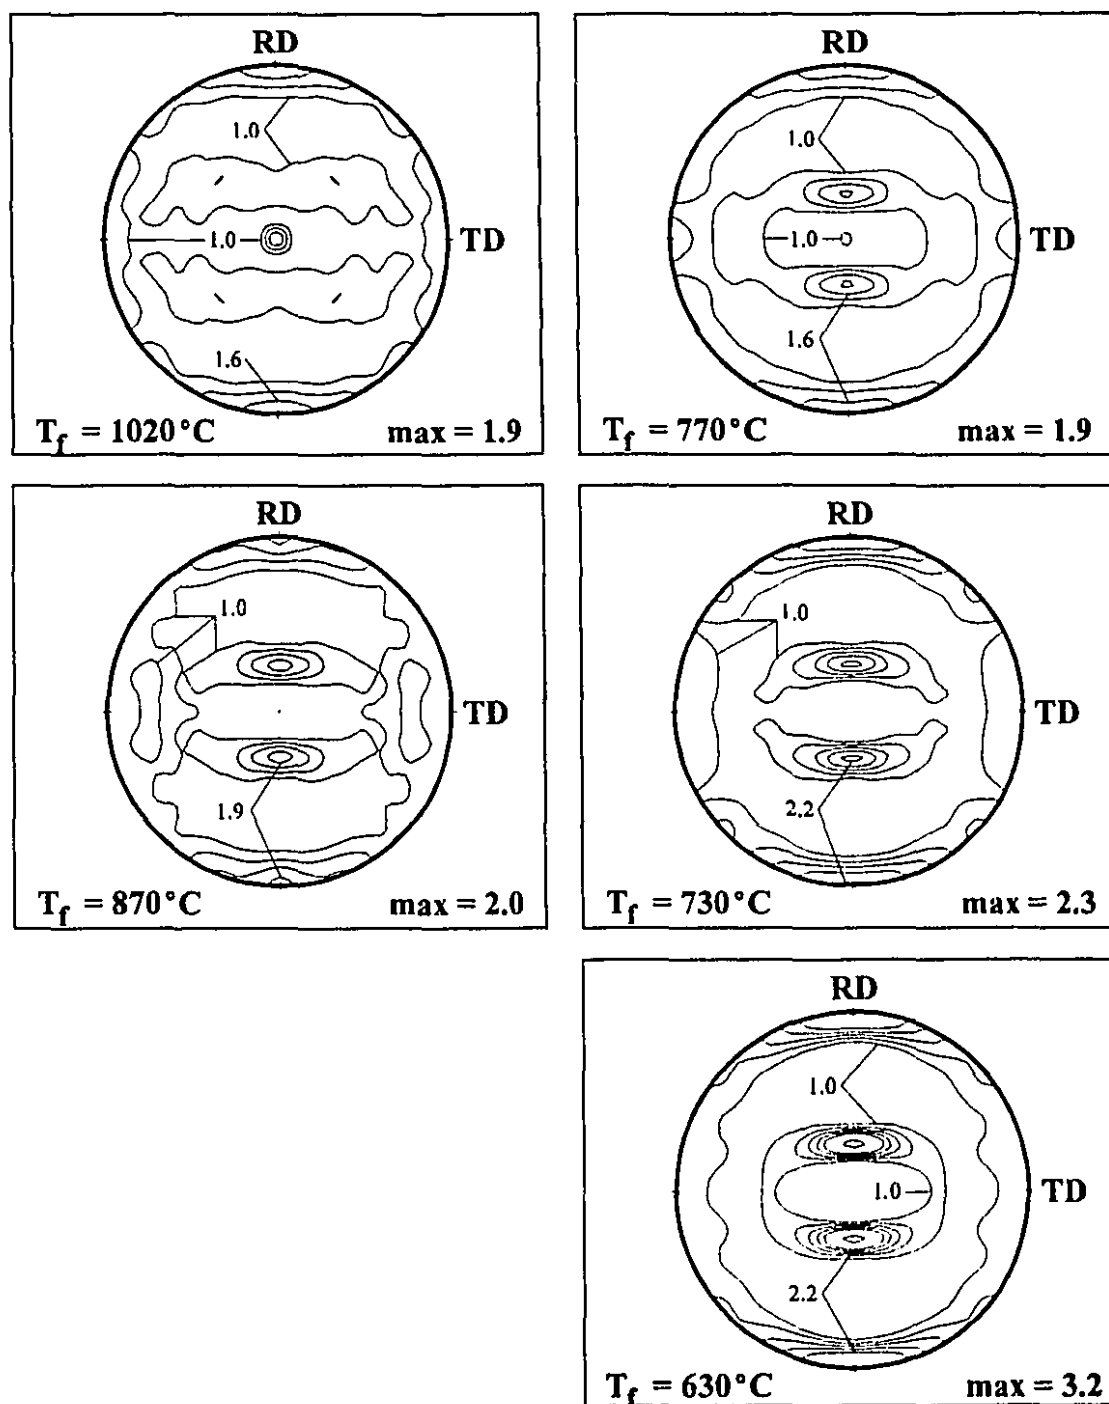 RD
1.0
TD
1.0
1.6
T_f = 1020°C max = 1.9
RD
1.0
TD
1.0
1.6
T_f = 770°C max = 1.9
RD
1.0
TD
1.9
T_f = 870°C max = 2.0
RD
1.0
TD
2.2
T_f = 730°C max = 2.3
RD
1.0
TD
1.0
2.2
T_f = 630°C max = 3.2